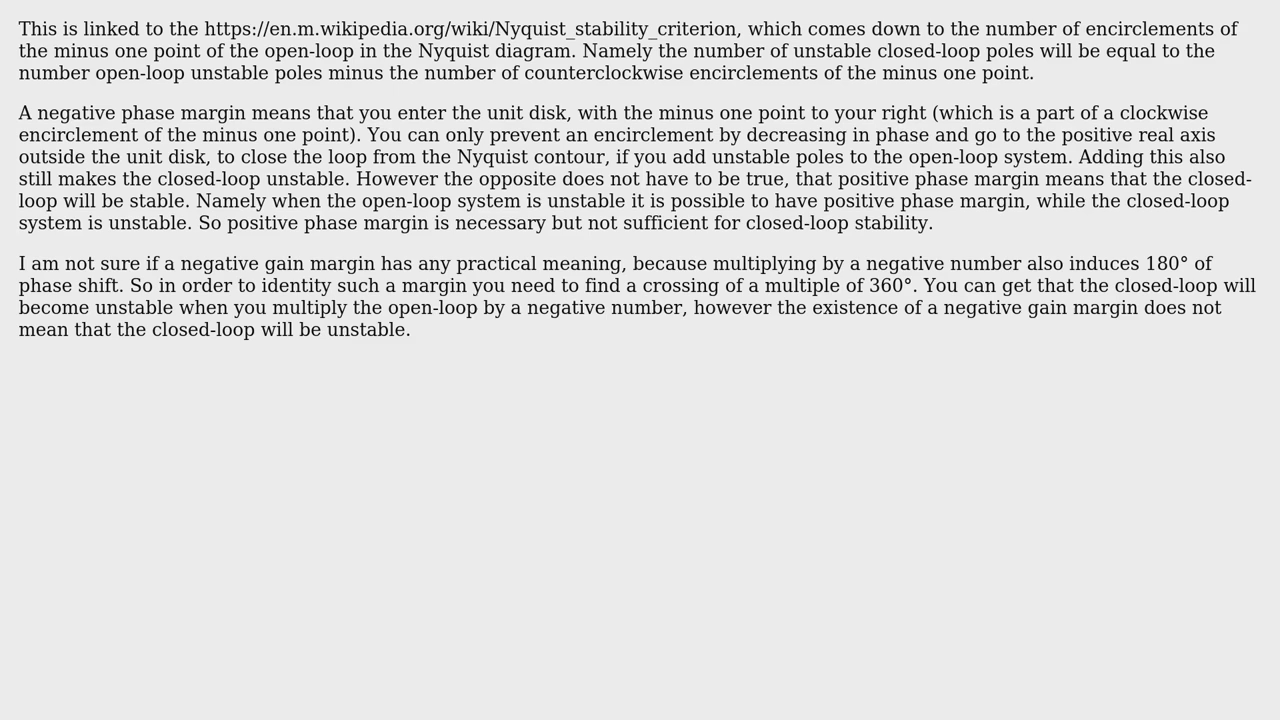 This is linked to the https://en.m.wikipedia.org/wiki/Nyquist_stability_criterion, which comes down to the number of encirclements of
the minus one point of the open-loop in the Nyquist diagram. Namely the number of unstable closed-loop poles will be equal to the
number open-loop unstable poles minus the number of counterclockwise encirclements of the minus one point.
A negative phase margin means that you enter the unit disk, with the minus one point to your right (which is a part of a clockwise
encirclement of the minus one point). You can only prevent an encirclement by decreasing in phase and go to the positive real axis
outside the unit disk, to close the loop from the Nyquist contour, if you add unstable poles to the open-loop system. Adding this also
still makes the closed-loop unstable. However the opposite does not have to be true, that positive phase margin means that the closed-
loop will be stable. Namely when the open-loop system is unstable it is possible to have positive phase margin, while the closed-loop
system is unstable. So positive phase margin is necessary but not sufficient for closed-loop stability.
I am not sure if a negative gain margin has any practical meaning, because multiplying by a negative number also induces 180° of
phase shift. So in order to identity such a margin you need to find a crossing of a multiple of 360°. You can get that the closed-loop will
become unstable when you multiply the open-loop by a negative number, however the existence of a negative gain margin does not
mean that the closed-loop will be unstable.